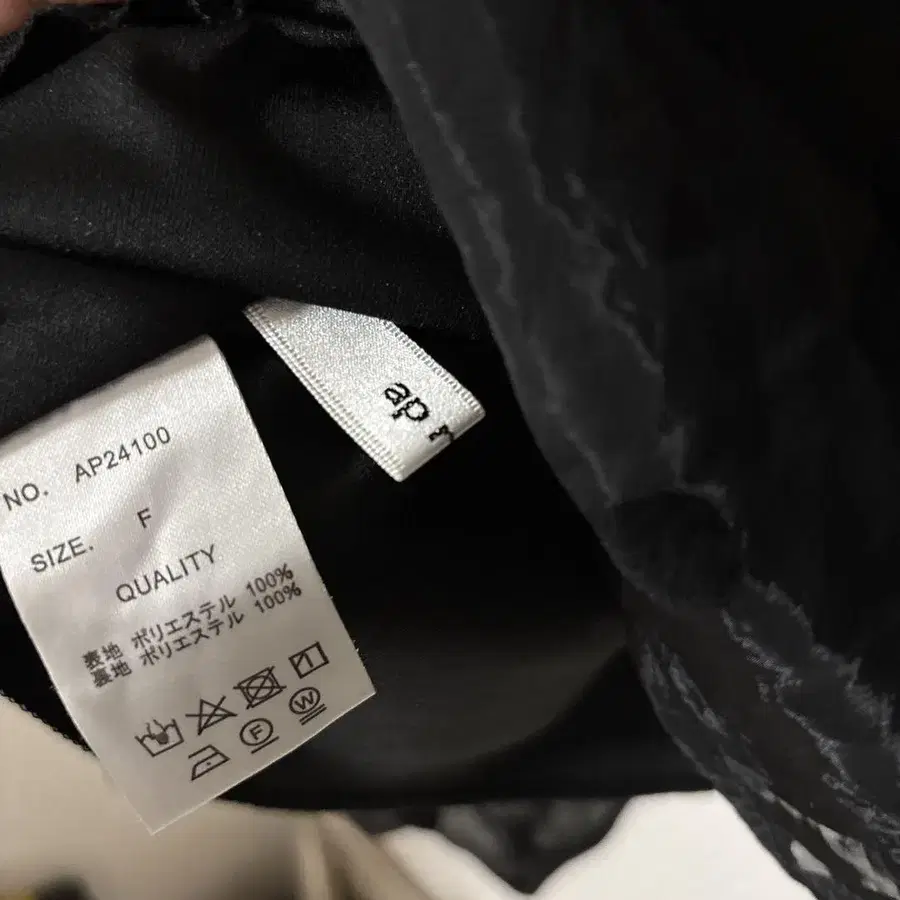 ap
NO. AP24100
SIZE. F
QUALITY
表地 ポリエステル 100%
裏地 ポリエステル 100%
F
W